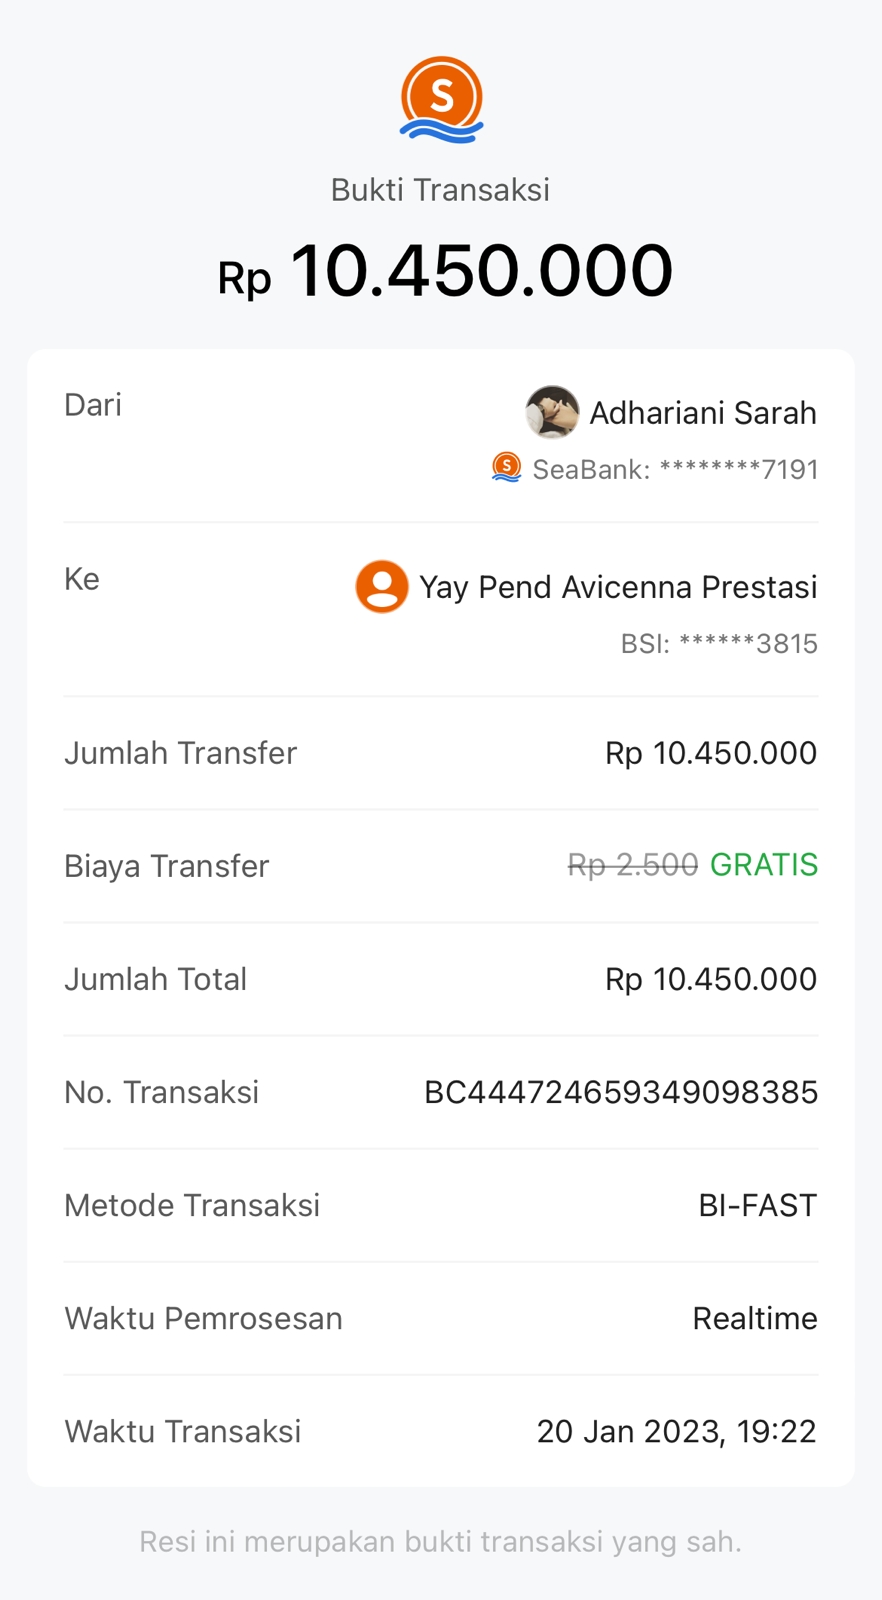 S
Bukti Transaksi
Rp 10.450.000
Dari
Adhariani Sarah
S SeaBank: ********7191
Ke
Yay Pend Avicenna Prestasi
BSI: ******3815
Jumlah Transfer Rp 10.450.000
Biaya Transfer Rp 2.500 GRATIS
Jumlah Total Rp 10.450.000
No. Transaksi BC444724659349098385
Metode Transaksi BI-FAST
Waktu Pemrosesan Realtime
Waktu Transaksi 20 Jan 2023, 19:22
Resi ini merupakan bukti transaksi yang sah.